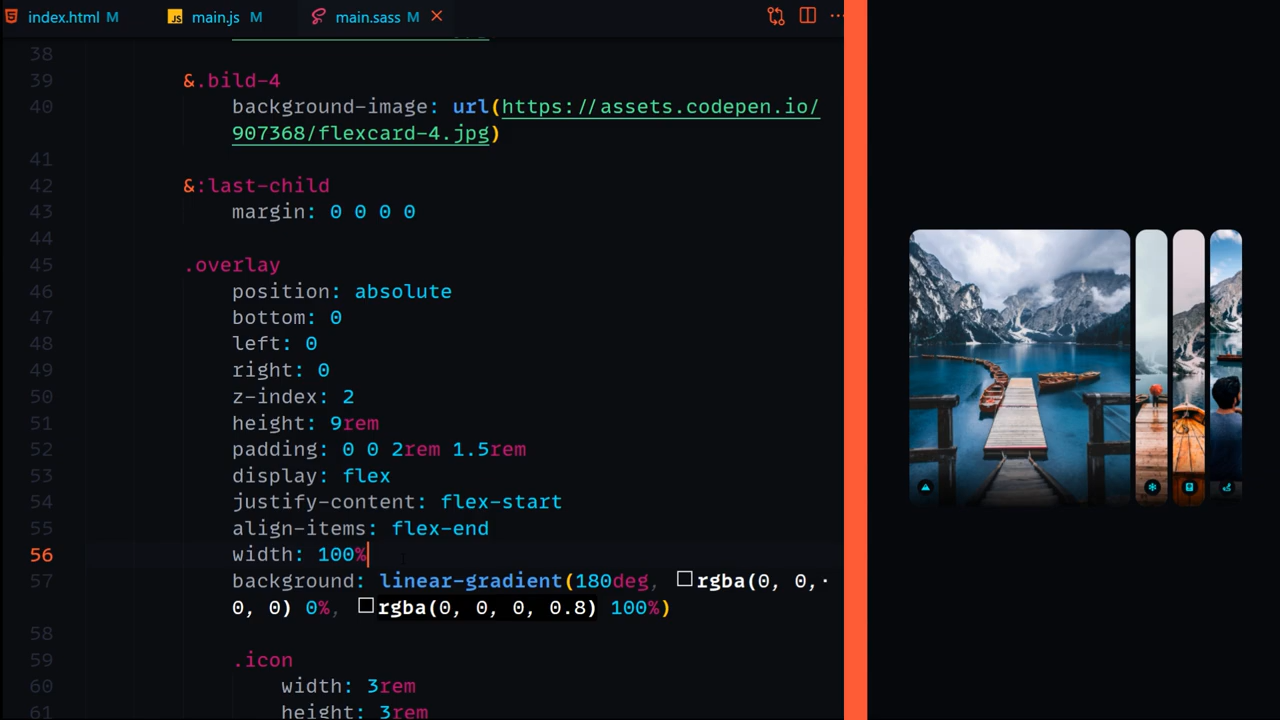 index.html M
JS main.js M
main.sass M
38
39 &.bild-4
40 background-image: url(https://assets.codepen.io/
907368/flexcard-4.jpg)
41
42 &:last-child
43 margin: 0 0 0 0
44
45 .overlay
46 position: absolute
47 bottom: 0
48 left: 0
49 right: 0
50 z-index: 2
51 height: 9rem
52 padding: 0 0 2rem 1.5rem
53 display: flex
54 justify-content: flex-start
55 align-items: flex-end
56 width: 100%
57 background: linear-gradient(180deg, rgba(0, 0,·
0, 0) 0%, rgba(0, 0, 0, 0.8) 100%)
58
59 .icon
60 width: 3rem
61 height: 3rem